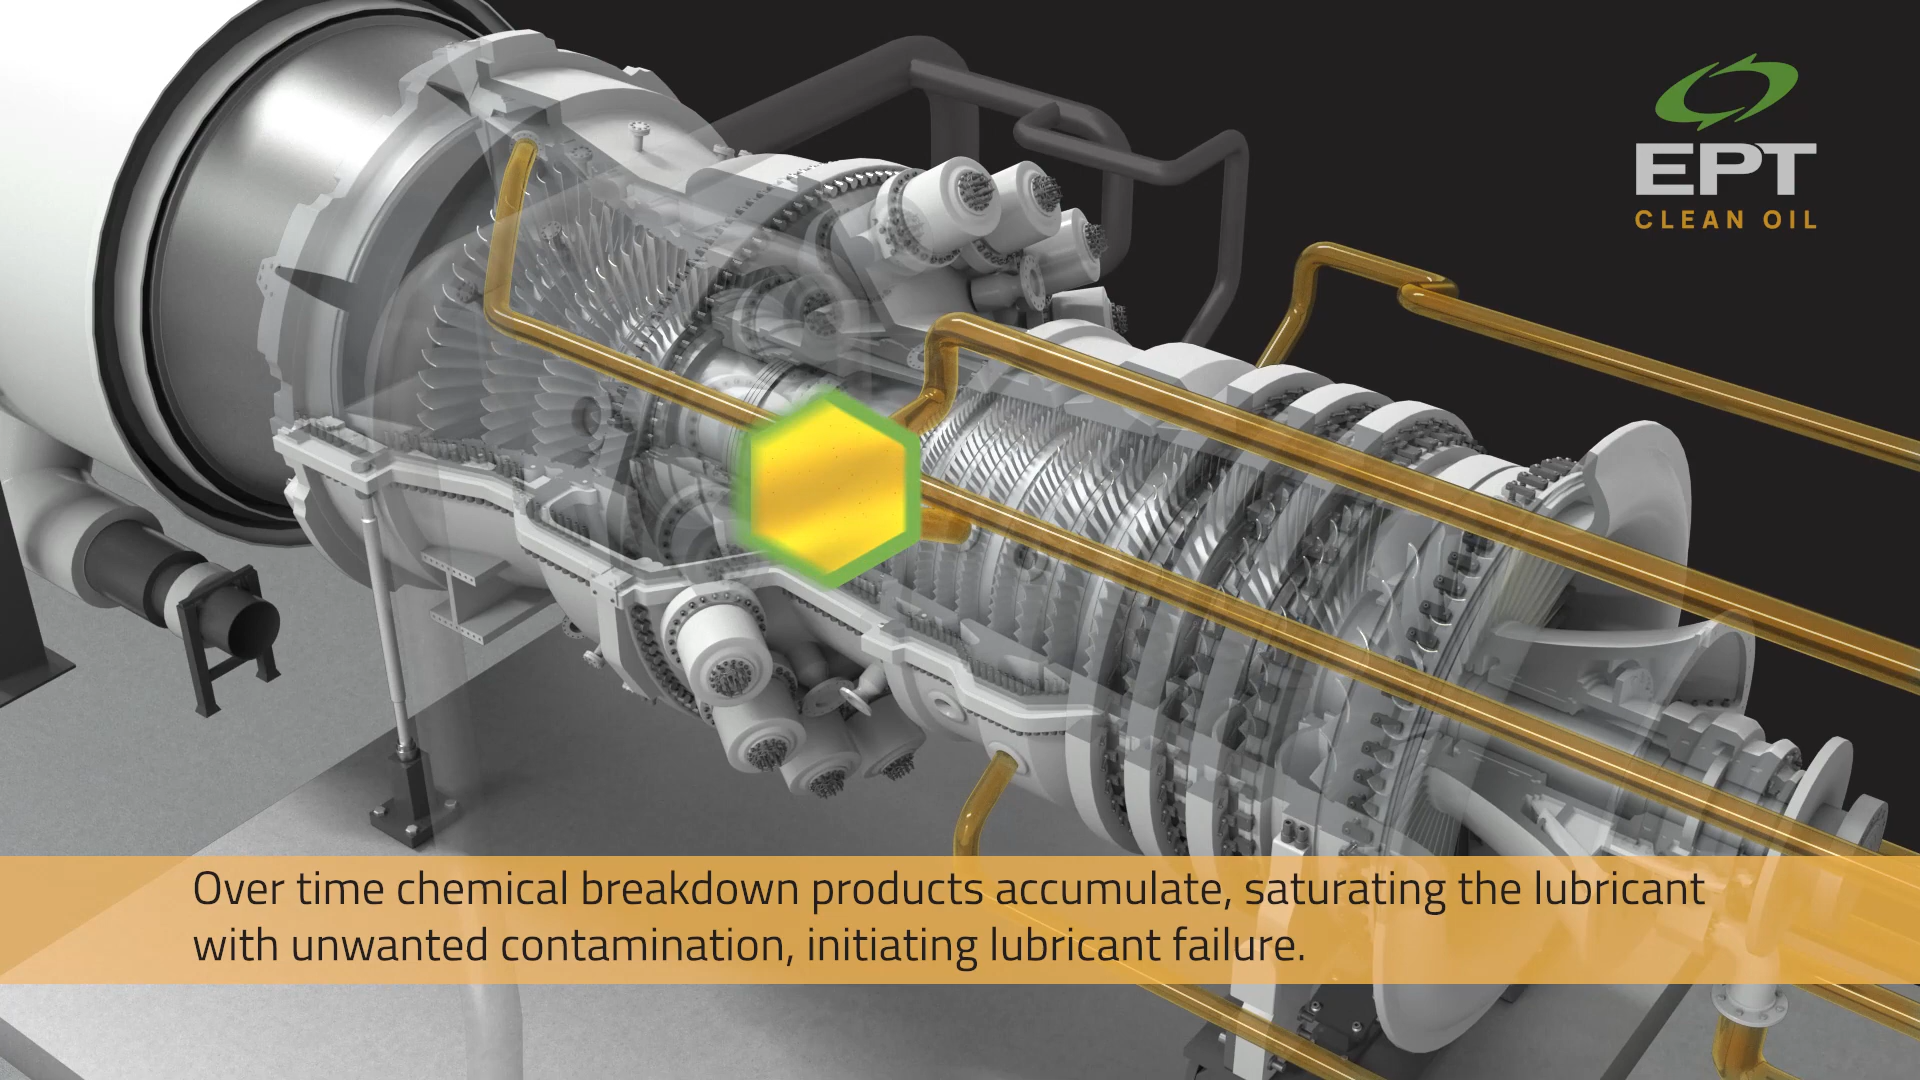 EPT
CLEAN OIL
Over time chemical breakdown products accumulate, saturating the lubricant
with unwanted contamination, initiating lubricant failure.